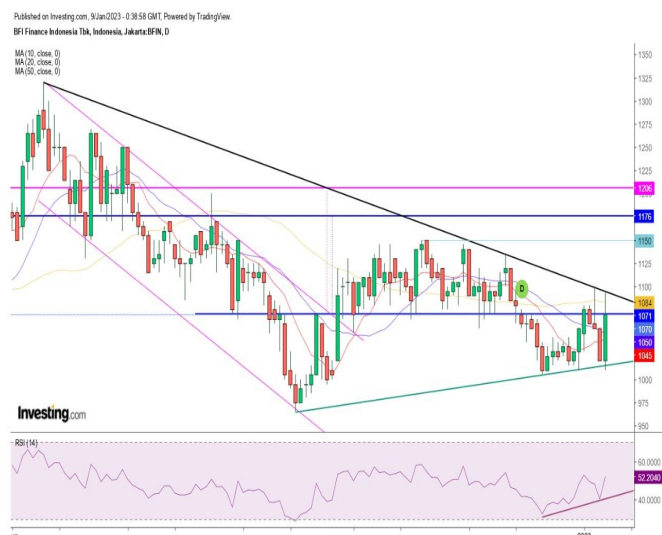 Published on Investing.com, 9/Jan/2023 - 0:38:58 GMT, Powered by TradingView.
BFI Finance Indonesia Tbk, Indonesia, Jakarta:BFIN, D
MA (10, close, 0)
MA (20, close, 0)
MA (50, close, 0)
1350
1325
1300
1275
1250
1225
1206
1176
1150
1125
1100
1084
1071
1070
1050
1045
1000
975
950
D
Investing.com
RSI (14)
60.0000
52.2040
40.0000